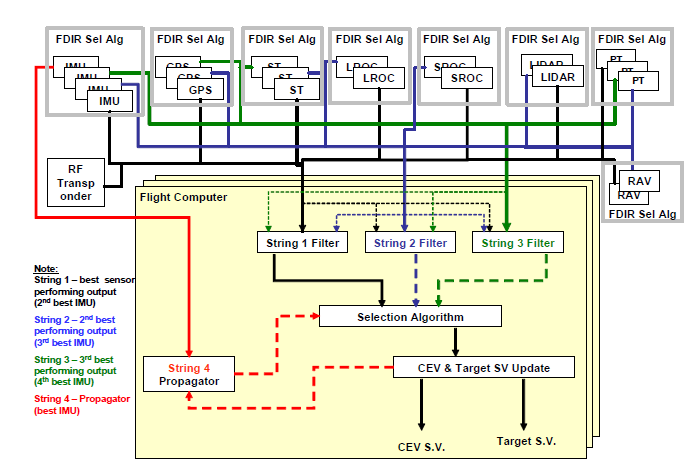 FDIR Sel Alg
FDIR Sel Alg
FDIR Sel Alg
FDIR Sel Alg
FDIR Sel Alg
FDIR Sel Alg
FDIR Sel Alg
IMU
IMU
IMU
IMU
GPS
GPS
GPS
ST
ST
ST
LROC
LROC
SROC
SROC
LIDAR
LIDAR
PT
PT
PT
RF
Transp
onder
RAV
RAV
FDIR Sel Alg
Flight Computer
String 1 Filter
String 2 Filter
String 3 Filter
Note:
String 1 – best sensor
performing output
(2nd best IMU)
String 2 – 2nd best
performing output
(3rd best IMU)
String 3 – 3rd best
performing output
(4th best IMU)
String 4 – Propagator
(best IMU)
Selection Algorithm
String 4
Propagator
CEV & Target SV Update
CEV S.V.
Target S.V.